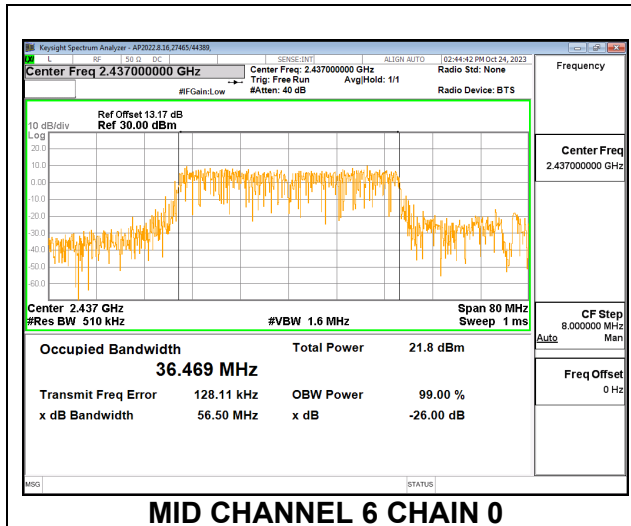 Keysight Spectrum Analyzer - AP2022.8.16,27465/44389,
LXI L RF 50 Ω DC SENSE:INT ALIGN AUTO 02:44:42 PM Oct 24, 2023
Center Freq 2.437000000 GHz
Center Freq: 2.437000000 GHz
Radio Std: None
Trig: Free Run Avg|Hold: 1/1
#IFGain:Low #Atten: 40 dB Radio Device: BTS
Frequency
Ref Offset 13.17 dB
10 dB/div Ref 30.00 dBm
Log
20.0
10.0
0.00
-10.0
-20.0
-30.0
-40.0
-50.0
-60.0
Center 2.437 GHz Span 80 MHz
#Res BW 510 kHz #VBW 1.6 MHz Sweep 1 ms
Center Freq
2.437000000 GHz
CF Step
8.000000 MHz
Auto Man
Freq Offset
0 Hz
Occupied Bandwidth Total Power 21.8 dBm
36.469 MHz
Transmit Freq Error 128.11 kHz OBW Power 99.00 %
x dB Bandwidth 56.50 MHz x dB -26.00 dB
MSG STATUS
MID CHANNEL 6 CHAIN 0